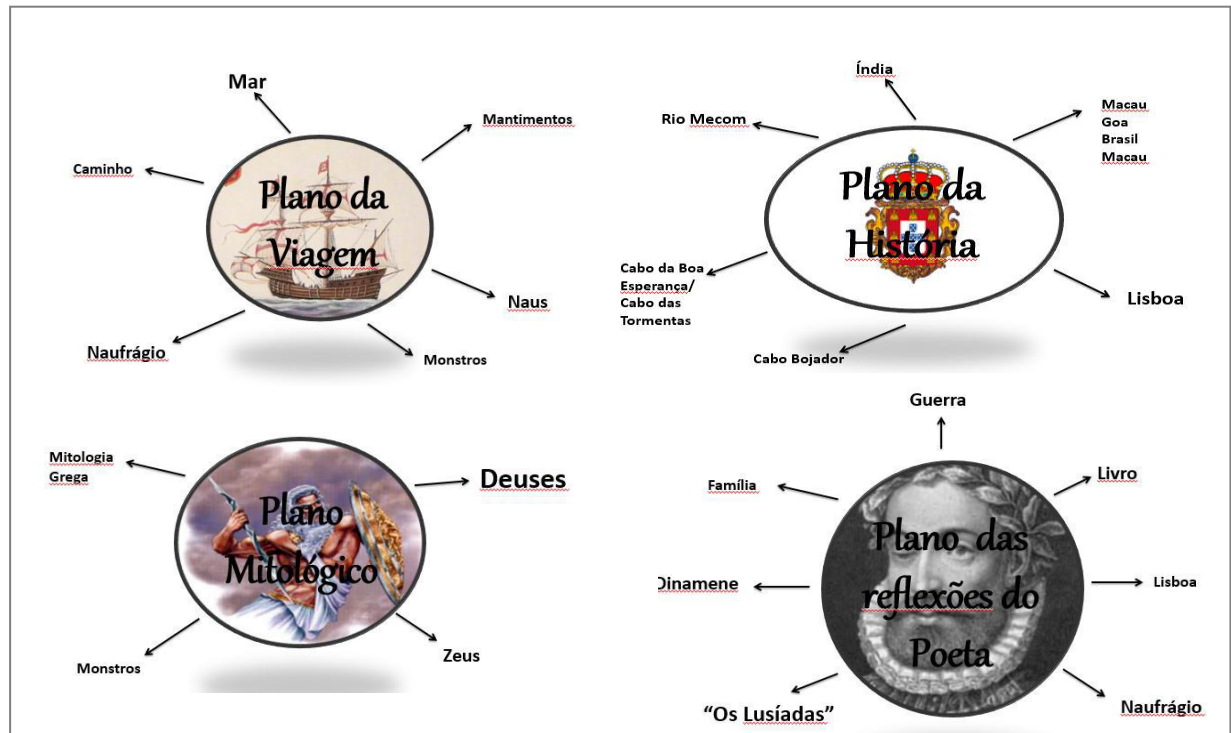 Mar
Mantimentos
Caminho
Plano da
Viagem
Naus
Naufrágio
Monstros
Índia
Rio Mecom
Macau
Goa
Brasil
Macau
Plano da
História
Cabo da Boa
Esperança/
Cabo das
Tormentas
Lisboa
Cabo Bojador
Mitologia
Grega
Deuses
Plano
Mitológico
Monstros
Zeus
Guerra
Família
Livro
Plano das
reflexões do
Poeta
Dinamene
Lisboa
“Os Lusíadas”
Naufrágio